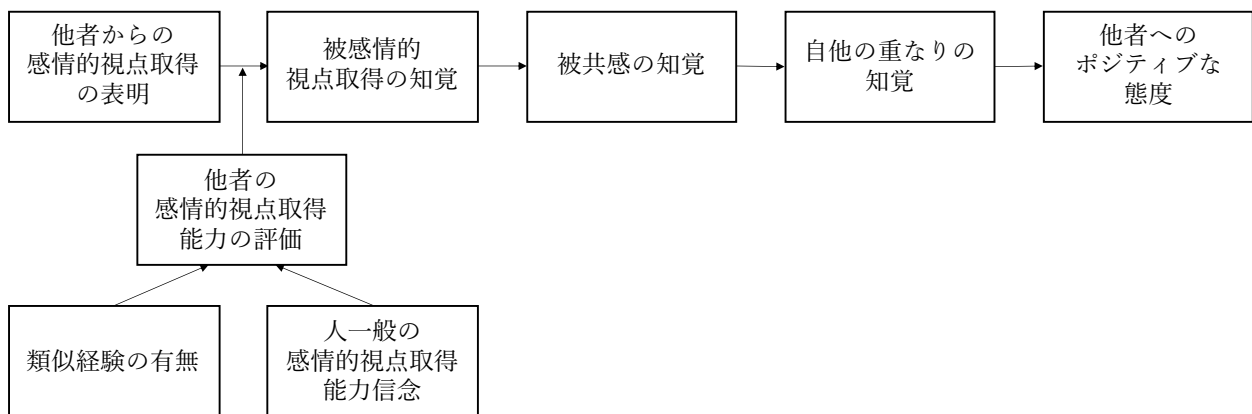 他者からの
感情的視点取得
の表明
被感情的
視点取得の知覚
被共感の知覚
自他の重なりの
知覚
他者への
ポジティブな
態度
他者の
感情的視点取得
能力の評価
類似経験の有無
人一般の
感情的視点取得
能力信念